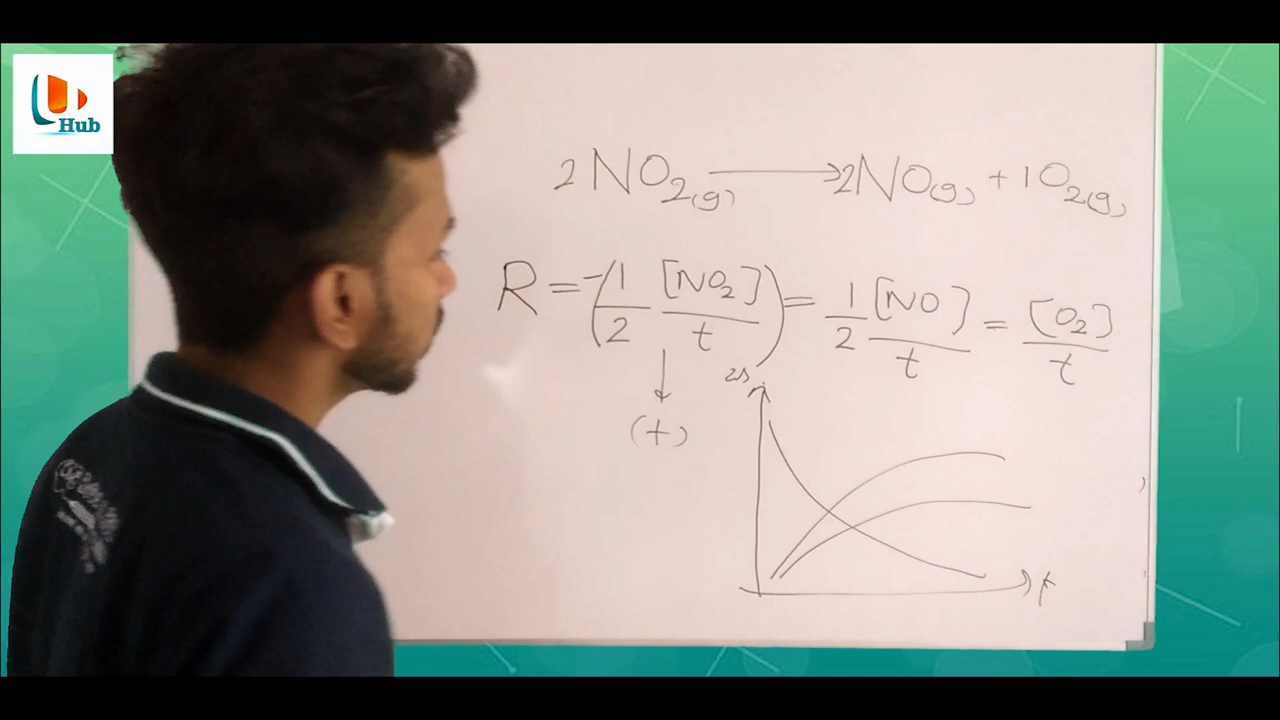 Hub
2NO₂(g) ⟶ 2NO(g) + 1O₂(g)
R = -(1/2 [NO₂]/t) = 1/2 [NO]/t = [O₂]/t
(+)
t